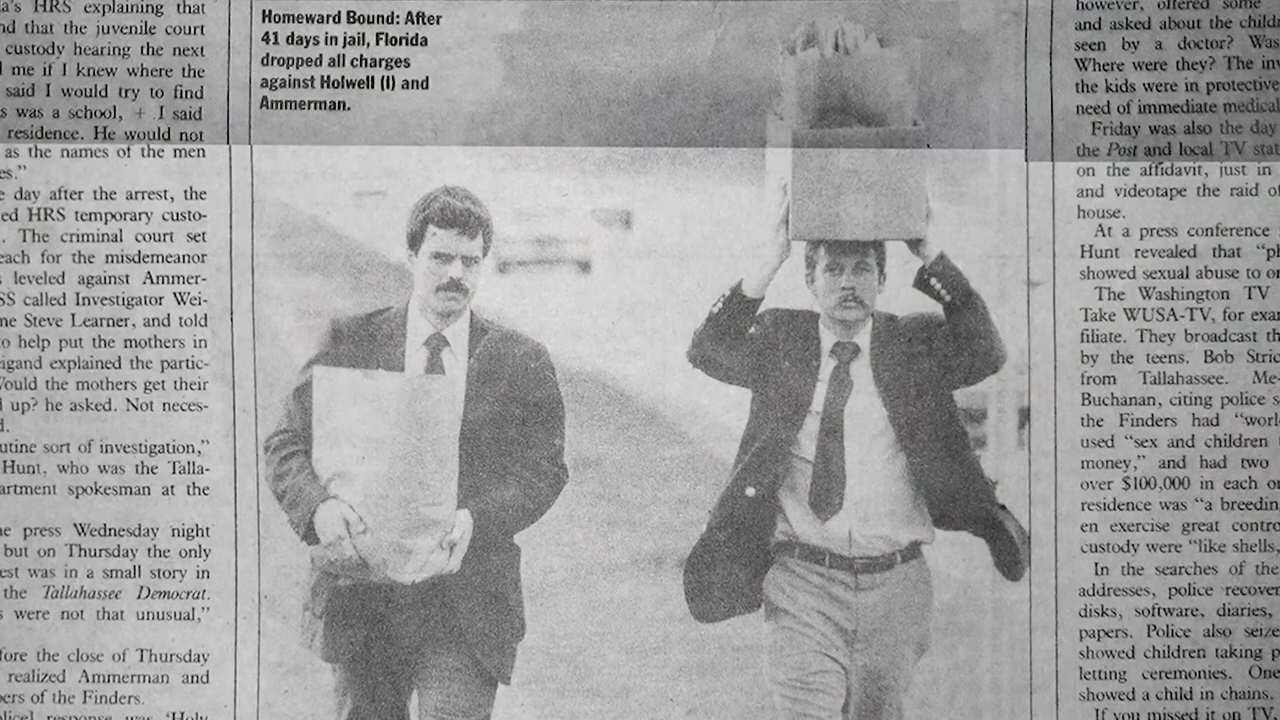 a's HRS explaining that
nd that the juvenile court
custody hearing the next
me if I knew where the
said I would try to find
s was a school, + I said
residence. He would not
as the names of the men
es."
e day after the arrest, the
ed HRS temporary custo-
. The criminal court set
each for the misdemeanor
s leveled against Ammer-
SS called Investigator Wei-
me Steve Learner, and told
to help put the mothers in
eigand explained the partic-
Would the mothers get their
up? he asked. Not neces-
d.
utine sort of investigation,"
Hunt, who was the Talla-
artment spokesman at the
he press Wednesday night
but on Thursday the only
est was in a small story in
the Tallahassee Democrat.
s were not that unusual,"
fore the close of Thursday
realized Ammerman and
bers of the Finders.
response was 'Holy
Homeward Bound: After
41 days in jail, Florida
dropped all charges
against Holwell (l) and
Ammerman.
however, offered some
and asked about the childr
seen by a doctor? Was
Where were they? The inv
the kids were in protective
need of immediate medical
Friday was also the day
the Post and local TV stat
on the affidavit, just in
and videotape the raid of
house.
At a press conference
Hunt revealed that "ph
showed sexual abuse to on
The Washington TV
Take WUSA-TV, for exam
filiate. They broadcast th
by the teens. Bob Stric
from Tallahassee. Me-
Buchanan, citing police s
the Finders had "worl
used "sex and children
money," and had two
over $100,000 in each o
residence was "a breedin
en exercise great contro
custody were "like shells,
In the searches of the
addresses, police recover
disks, software, diaries,
papers. Police also seize
showed children taking p
letting ceremonies. One
showed a child in chains.
If you missed it on TV